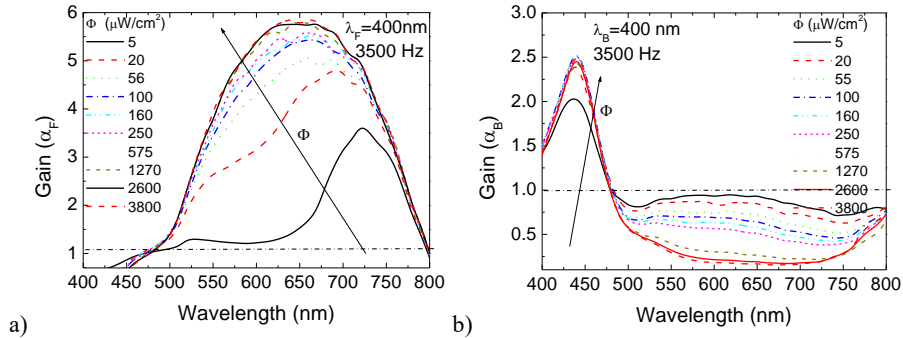 Φ (μW/cm²)
5
20
56
100
160
250
575
1270
2600
3800
λF=400nm
3500 Hz
Φ
Gain (αF)
6
5
4
3
2
1
400 450 500 550 600 650 700 750 800
Wavelength (nm)
a)
λB=400 nm
3500 Hz
Φ
Φ (μW/cm²)
5
20
55
100
160
250
575
1270
2600
3800
Gain (αB)
3.0
2.5
2.0
1.5
1.0
0.5
400 450 500 550 600 650 700 750 800
Wavelength (nm)
b)